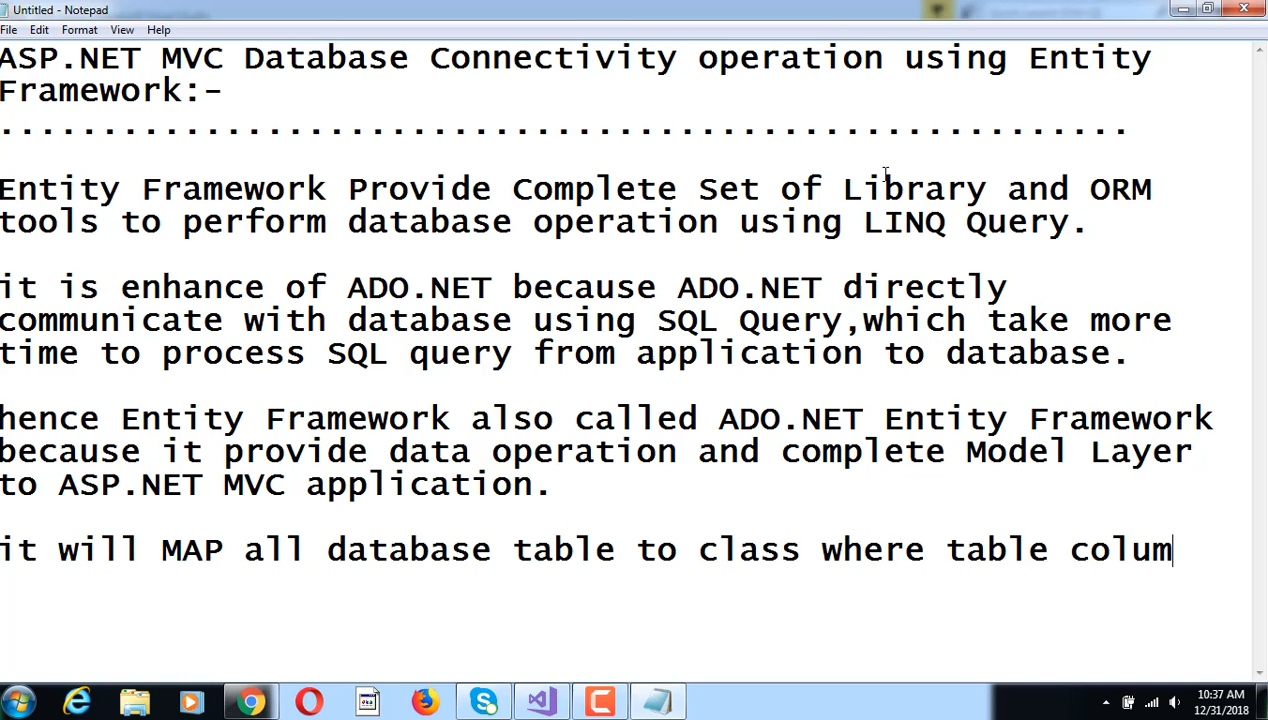 Untitled - Notepad
File Edit Format View Help
ASP.NET MVC Database Connectivity operation using Entity
Framework:-
.......................................................
Entity Framework Provide Complete Set of Library and ORM
tools to perform database operation using LINQ Query.
it is enhance of ADO.NET because ADO.NET directly
communicate with database using SQL Query,which take more
time to process SQL query from application to database.
hence Entity Framework also called ADO.NET Entity Framework
because it provide data operation and complete Model Layer
to ASP.NET MVC application.
it will MAP all database table to class where table colum
10:37 AM
12/31/2018